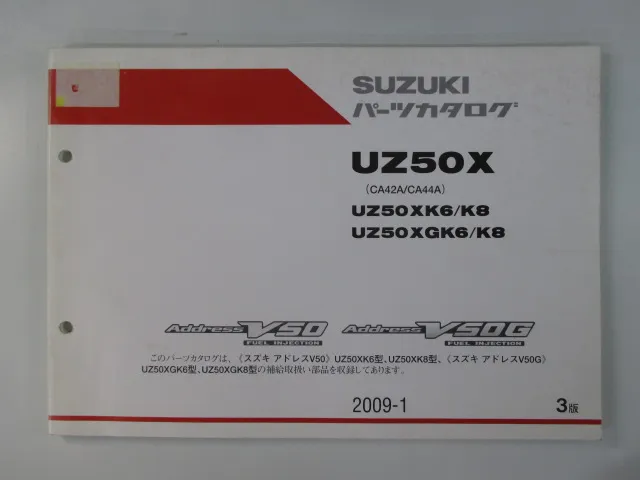 SUZUKI
パーツカタログ
UZ50X
(CA42A/CA44A)
UZ50XK6/K8
UZ50XGK6/K8
Address V50 Address V50G
FUEL INJECTION FUEL INJECTION
このパーツカタログは、《スズキ アドレスV50》UZ50XK6型、UZ50XK8型、《スズキ アドレスV50G》
UZ50XGK6型、UZ50XGK8型の補給取扱い部品を収録してあります。
2009-1 3版